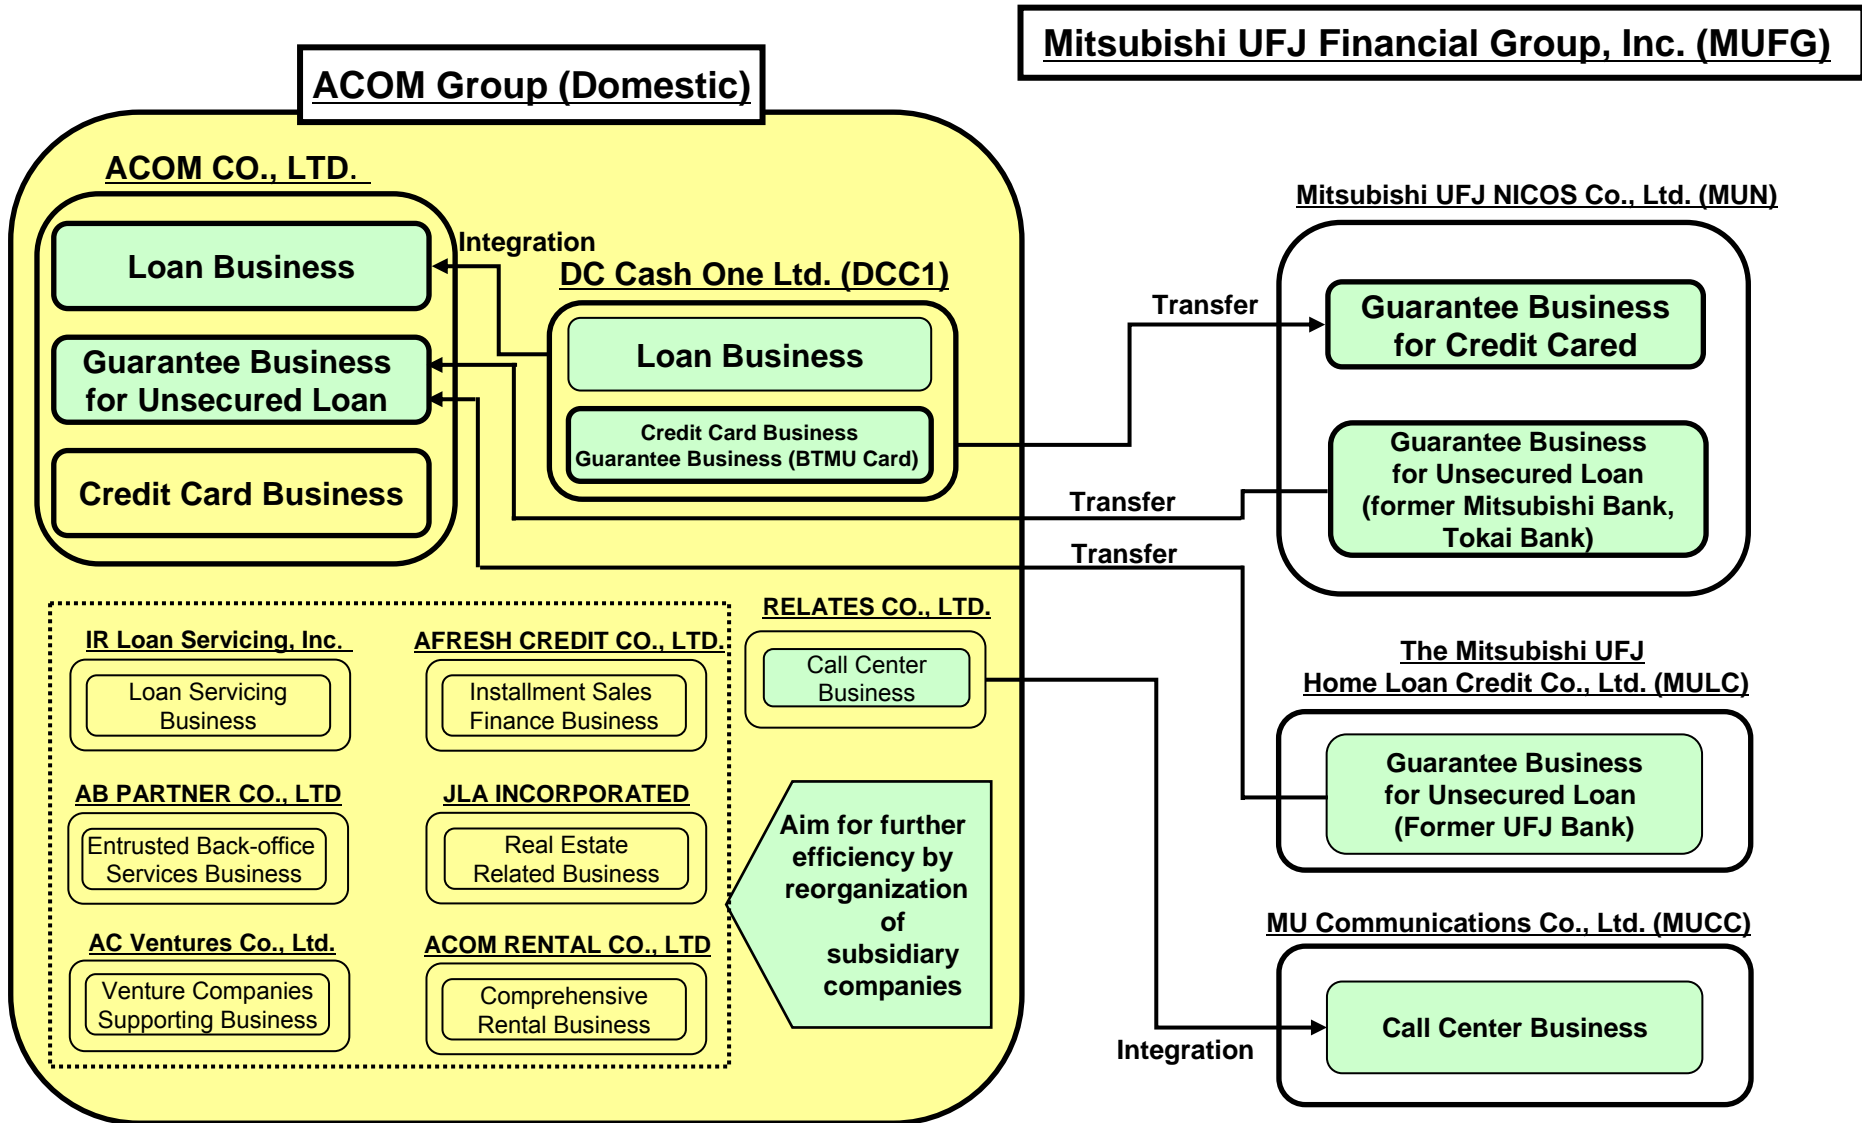 Mitsubishi UFJ Financial Group, Inc. (MUFG)
ACOM Group (Domestic)
ACOM CO., LTD.
Loan Business
Guarantee Business
for Unsecured Loan
Credit Card Business
Integration
DC Cash One Ltd. (DCC1)
Loan Business
Credit Card Business
Guarantee Business (BTMU Card)
Transfer
Transfer
Transfer
Mitsubishi UFJ NICOS Co., Ltd. (MUN)
Guarantee Business
for Credit Cared
Guarantee Business
for Unsecured Loan
(former Mitsubishi Bank,
Tokai Bank)
IR Loan Servicing, Inc.
Loan Servicing
Business
AFRESH CREDIT CO., LTD.
Installment Sales
Finance Business
RELATES CO., LTD.
Call Center
Business
The Mitsubishi UFJ
Home Loan Credit Co., Ltd. (MULC)
Guarantee Business
for Unsecured Loan
(Former UFJ Bank)
AB PARTNER CO., LTD
Entrusted Back-office
Services Business
JLA INCORPORATED
Real Estate
Related Business
Aim for further
efficiency by
reorganization
of
subsidiary
companies
AC Ventures Co., Ltd.
Venture Companies
Supporting Business
ACOM RENTAL CO., LTD
Comprehensive
Rental Business
MU Communications Co., Ltd. (MUCC)
Call Center Business
Integration